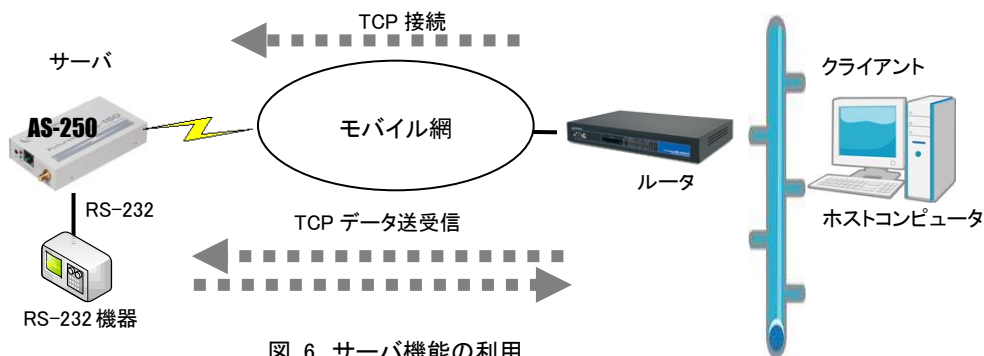 TCP 接続
サーバ
クライアント
AS-250
モバイル網
ルータ
ホストコンピュータ
RS-232
TCP データ送受信
RS-232 機器
図 6 サーバ機能の利用